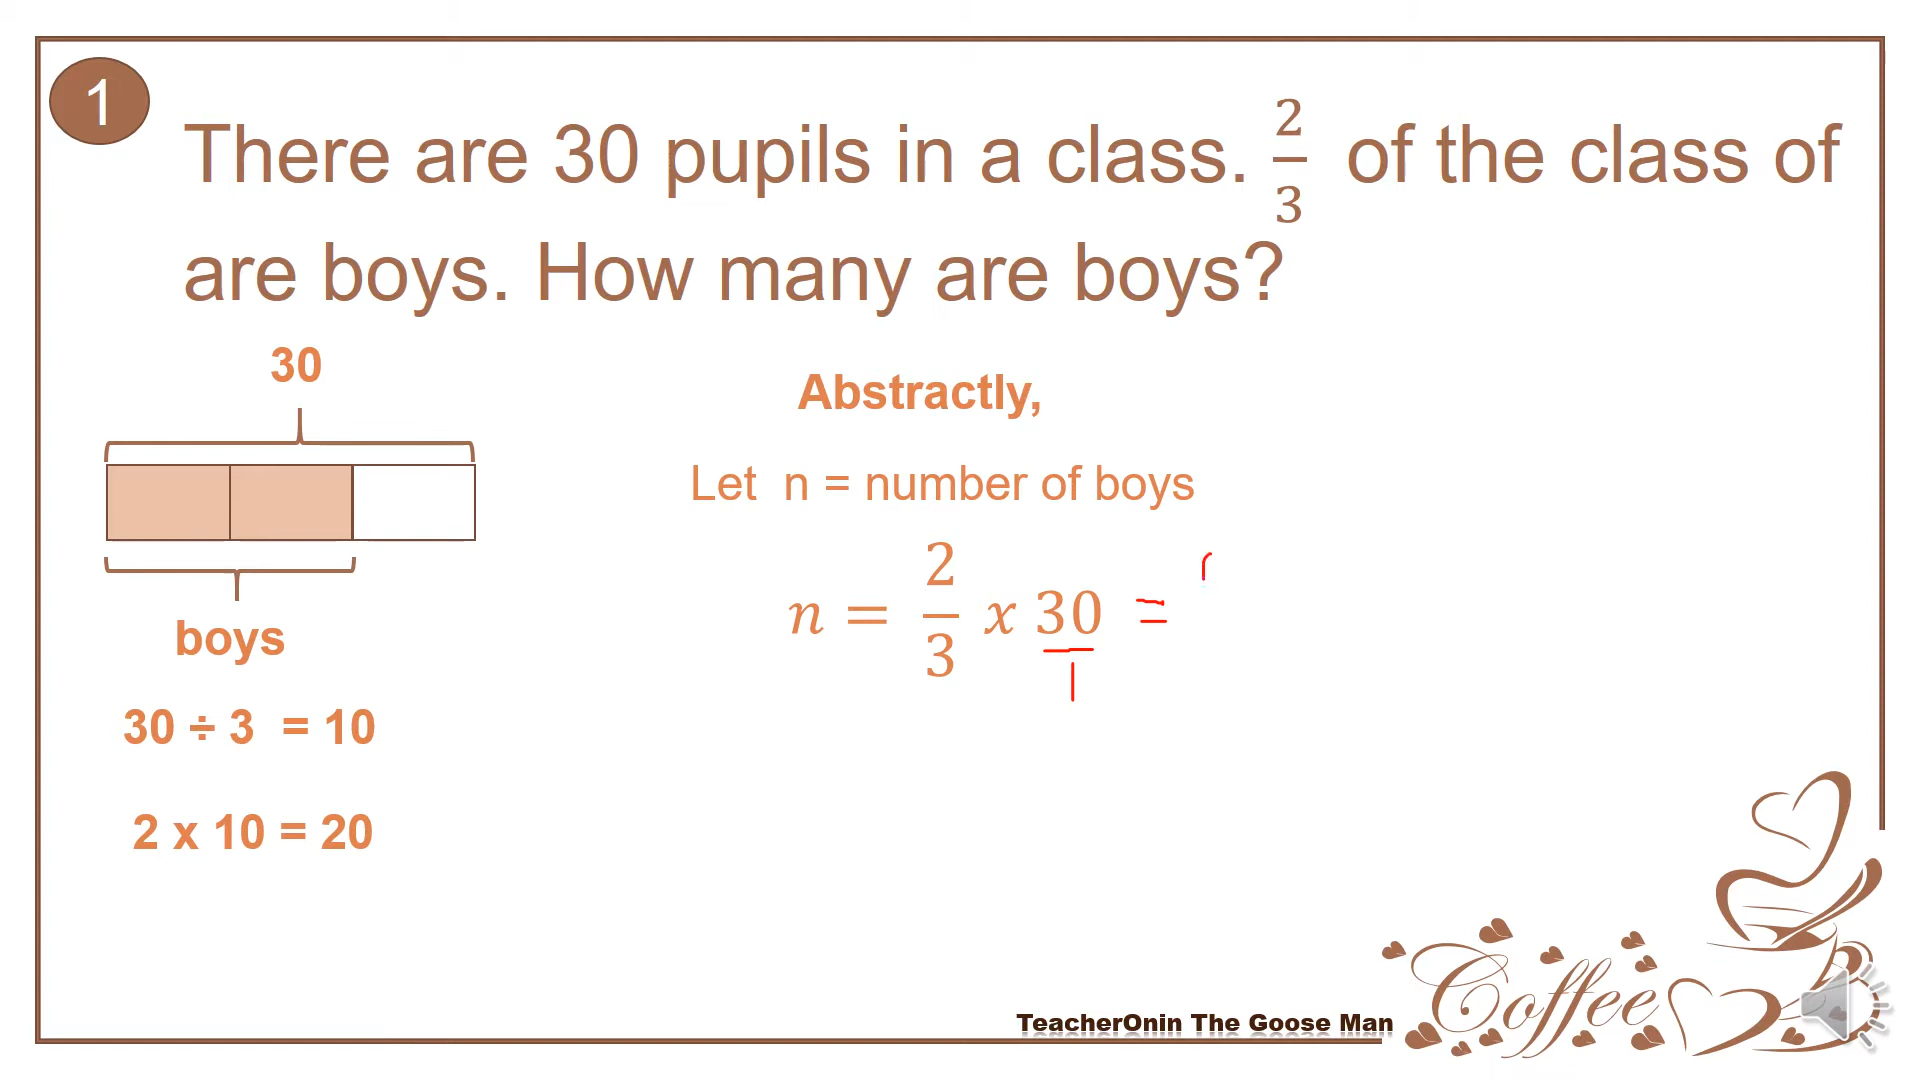 1
There are 30 pupils in a class. 2/3 of the class of
are boys. How many are boys?
30
boys
30 ÷ 3 = 10
2 x 10 = 20
Abstractly,
Let n = number of boys
n = 2/3 x 30/1 =
TeacherOnin The Goose Man
Coffee